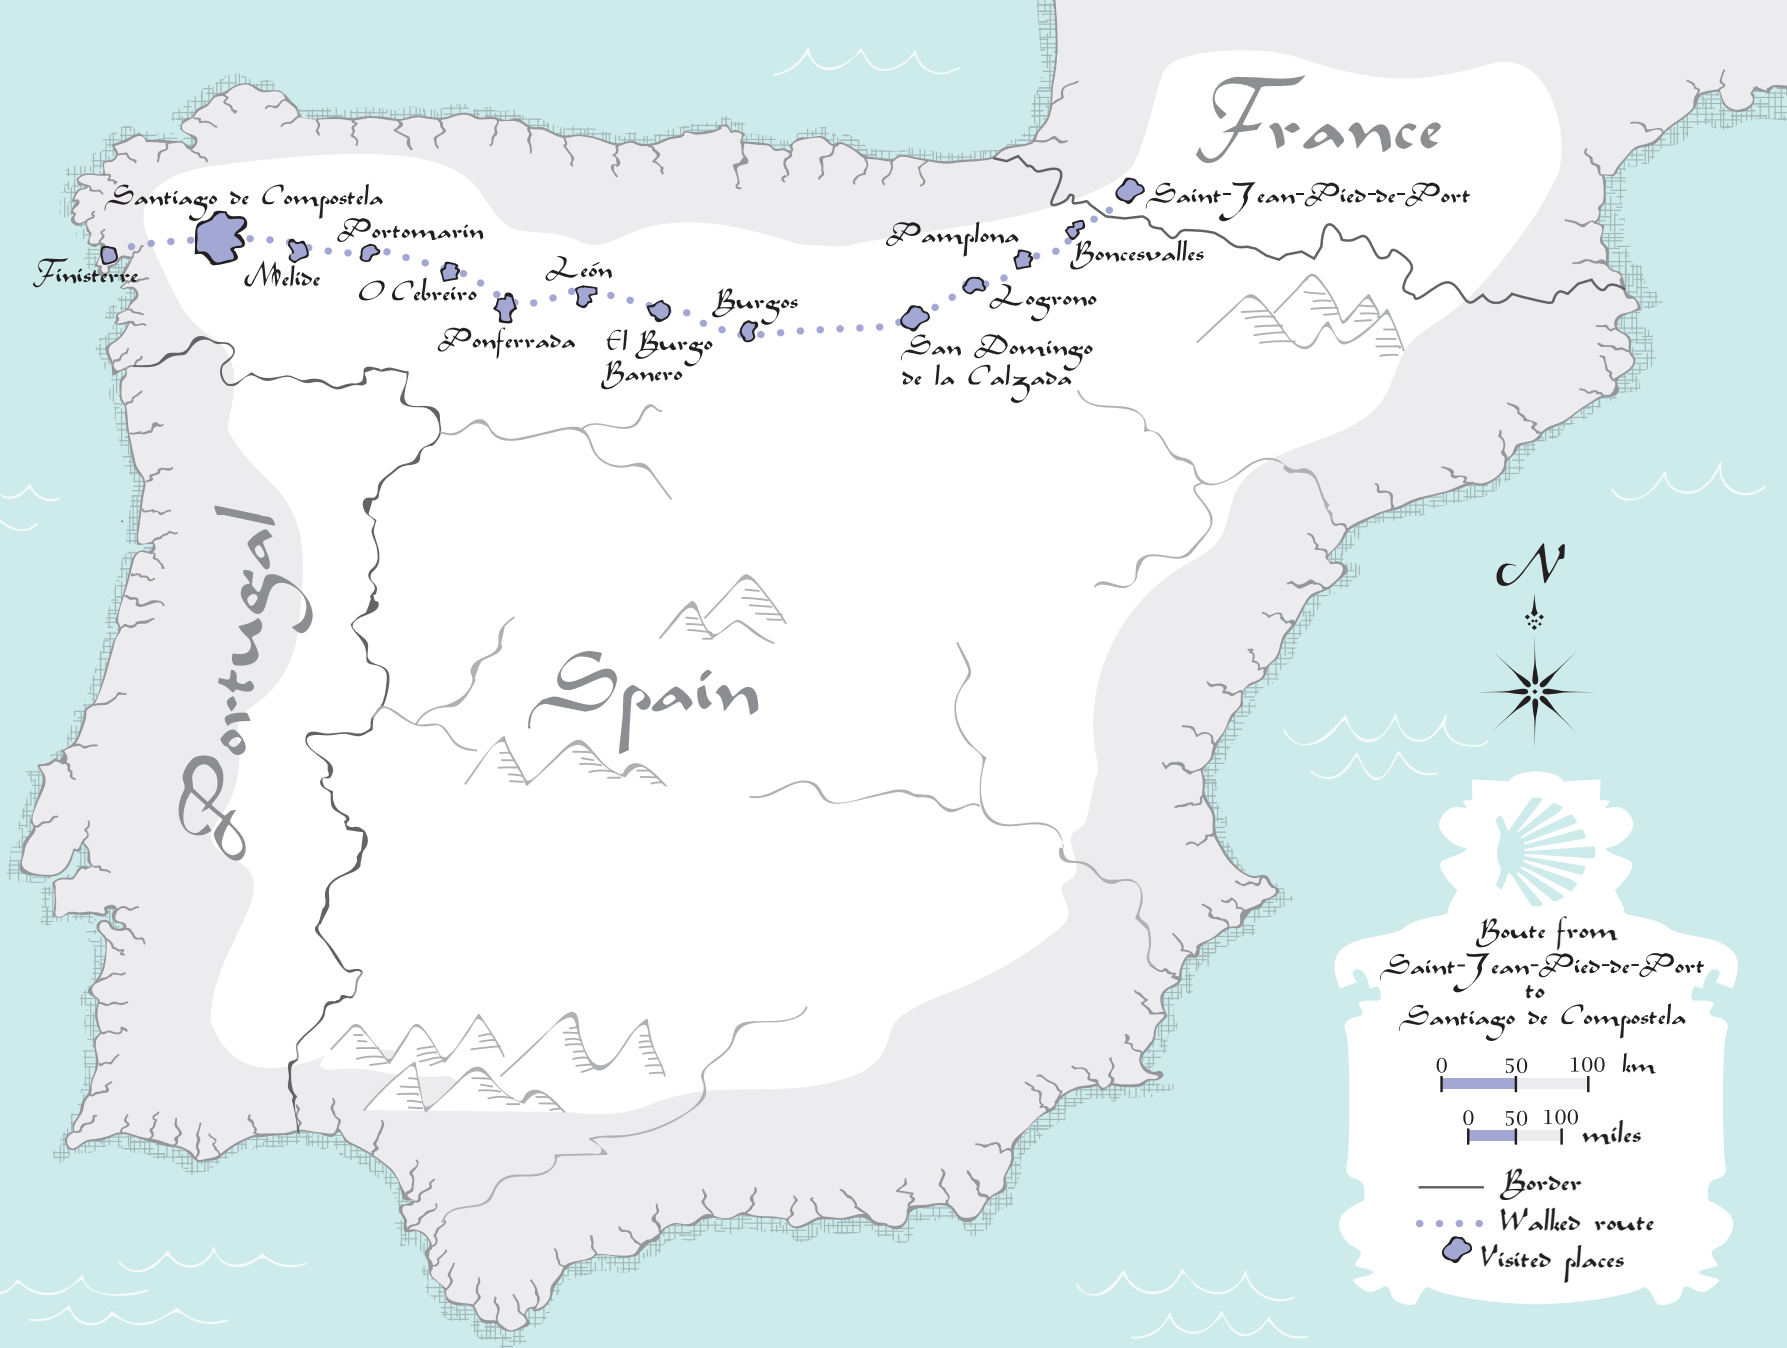 France
Santiago de Compostela
Saint-Jean-Pied-de-Port
Portomarin
Pamplona
Boncesvalles
Finisterre
Melide
León
O Cebreiro
Burgos
Logrono
Ponferrada
El Burgo
Banero
San Domingo
de la Calzada
Portugal
Spain
N
Route from
Saint-Jean-Pied-de-Port
to
Santiago de Compostela
0 50 100 km
0 50 100 miles
Border
Walked route
Visited places